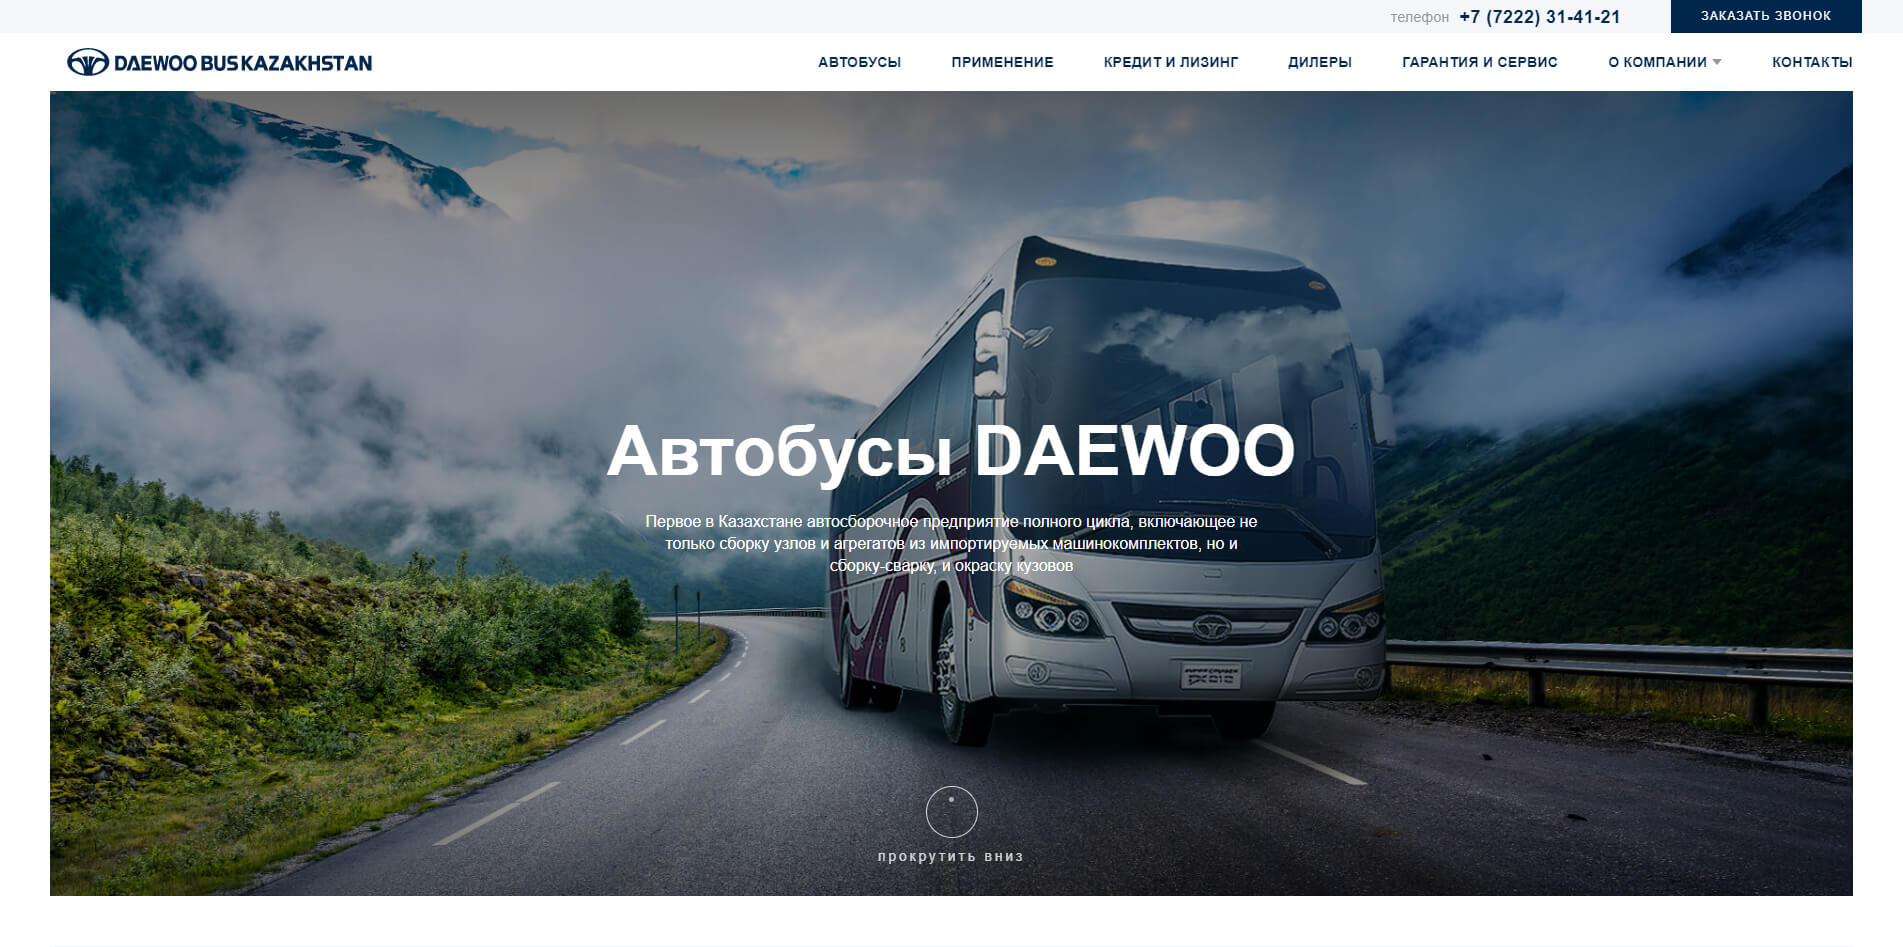 телефон +7 (7222) 31-41-21 ЗАКАЗАТЬ ЗВОНОК
DAEWOO BUS KAZAKHSTAN АВТОБУСЫ ПРИМЕНЕНИЕ КРЕДИТ И ЛИЗИНГ ДИЛЕРЫ ГАРАНТИЯ И СЕРВИС О КОМПАНИИ КОНТАКТЫ
Автобусы DAEWOO
Первое в Казахстане автосборочное предприятие полного цикла, включающее не
только сборку узлов и агрегатов из импортируемых машинокомплектов, но и
сборку-сварку, и окраску кузовов
прокрутить вниз